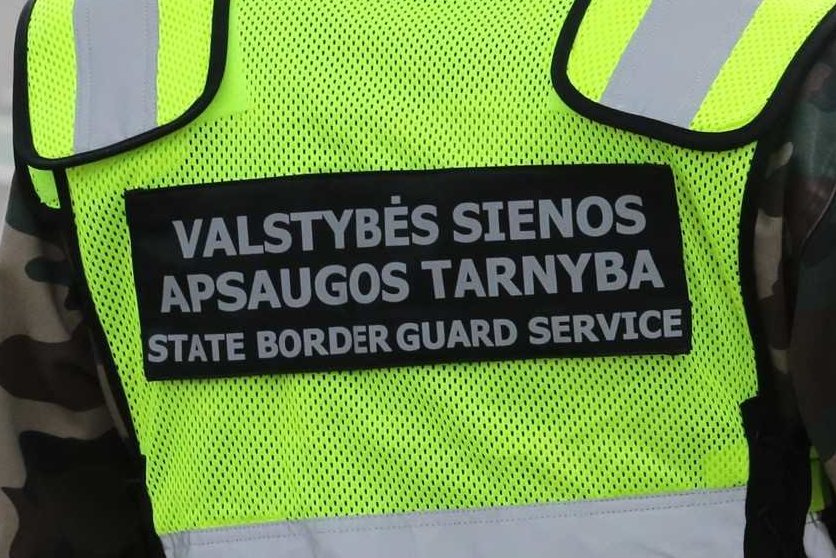 VALSTYBĖS SIENOS
APSAUGOS TARNYBA
STATE BORDER GUARD SERVICE